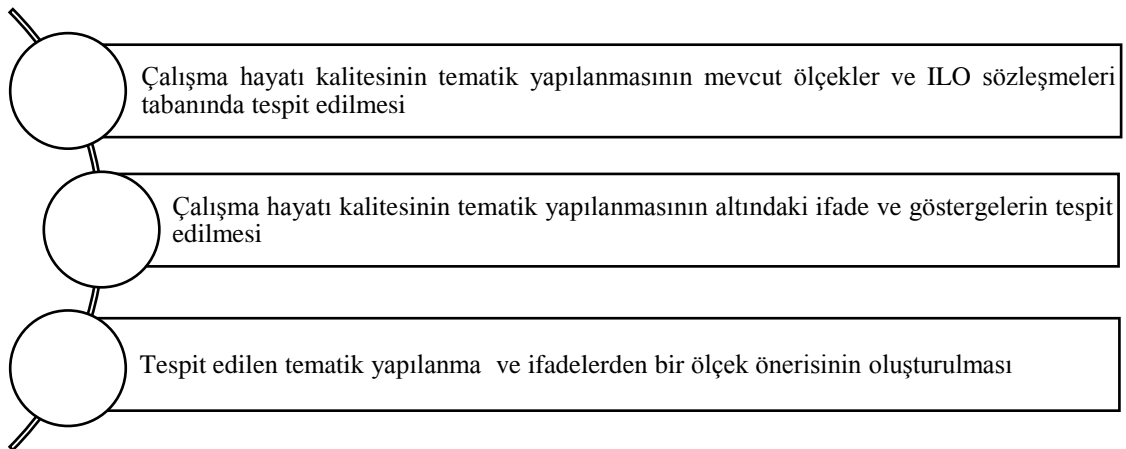 Çalışma hayatı kalitesinin tematik yapılanmasının mevcut ölçekler ve ILO sözleşmeleri
tabanında tespit edilmesi
Çalışma hayatı kalitesinin tematik yapılanmasının altındaki ifade ve göstergelerin tespit
edilmesi
Tespit edilen tematik yapılanma ve ifadelerden bir ölçek önerisinin oluşturulması